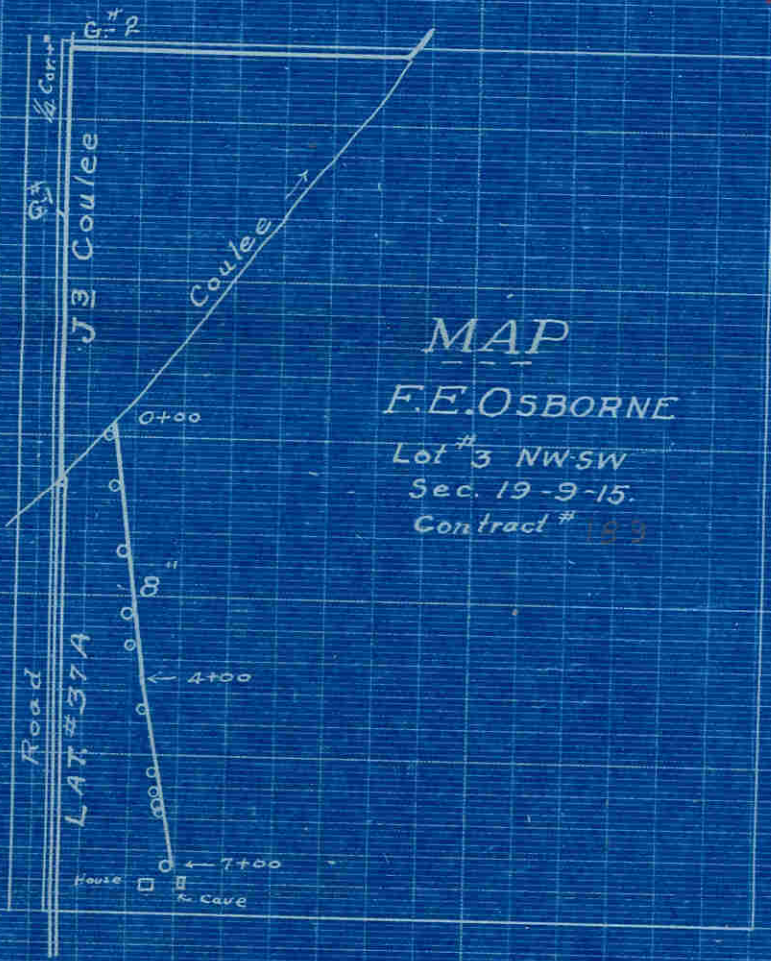 G-#2
1/4 Cor.
G#
J3 Coulee
Coulee
MAP
F.E.OSBORNE
Lot #3 NW-SW
Sec. 19-9-15.
Contract # 189
0+00
8"
← 4+00
LAT. #37A
Road
← 7+00
House
← Cave